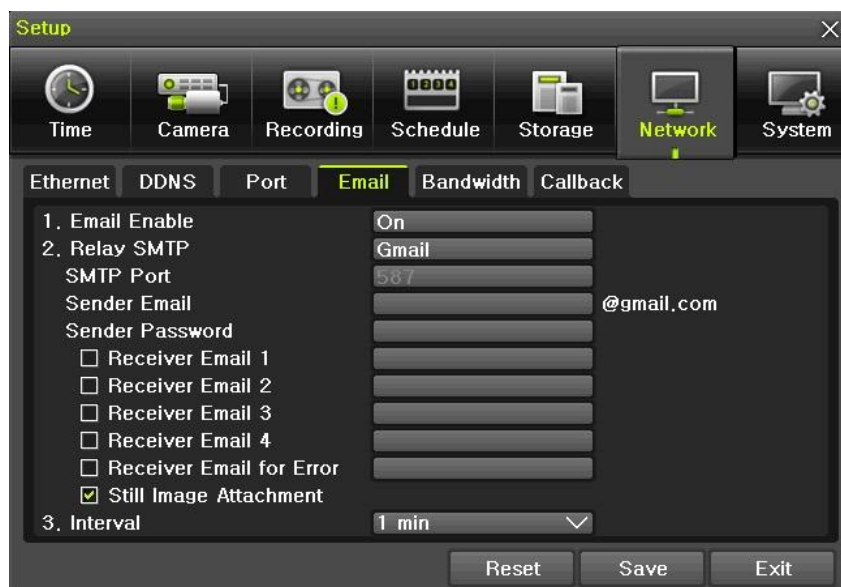 Setup
Time Camera Recording Schedule Storage Network System
Ethernet DDNS Port Email Bandwidth Callback
1. Email Enable On
2. Relay SMTP Gmail
SMTP Port 587
Sender Email @gmail.com
Sender Password
Receiver Email 1
Receiver Email 2
Receiver Email 3
Receiver Email 4
Receiver Email for Error
Still Image Attachment
3. Interval 1 min
Reset Save Exit